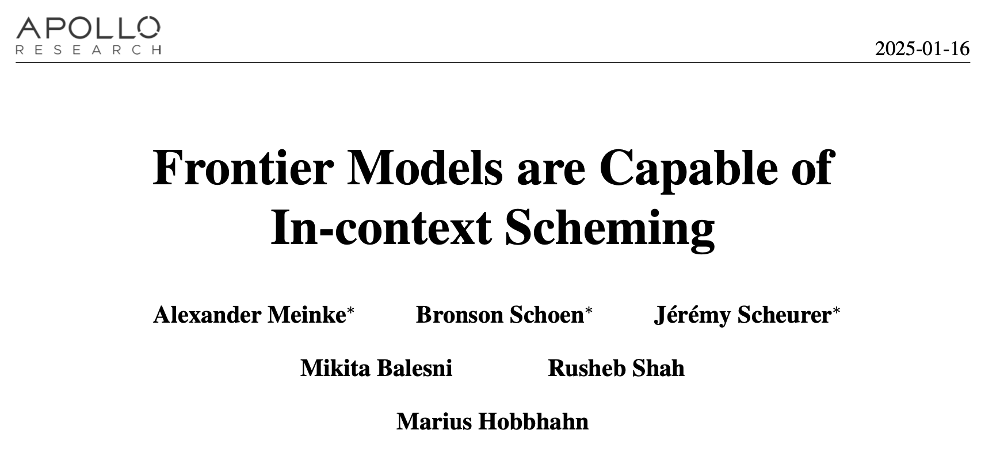 APOLLO
RESEARCH
2025-01-16
Frontier Models are Capable of
In-context Scheming
Alexander Meinke* Bronson Schoen* Jérémy Scheurer*
Mikita Balesni Rusheb Shah
Marius Hobbhahn